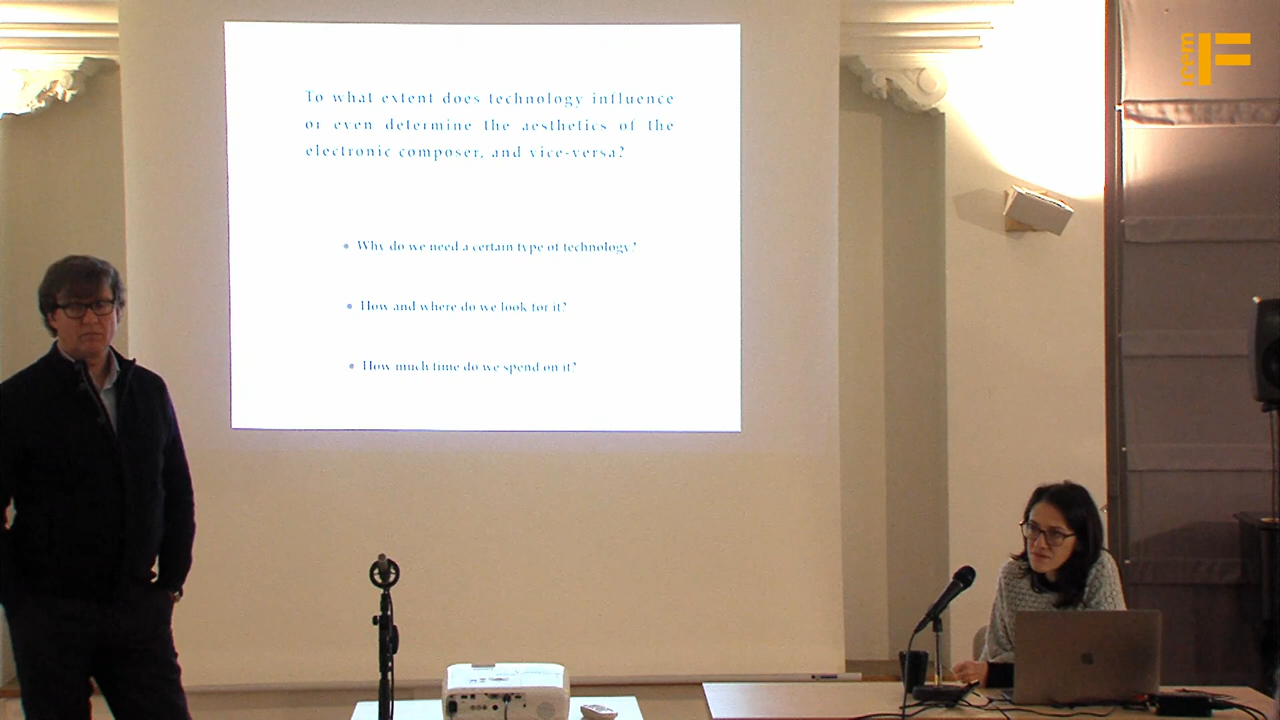 To what extent does technology influence
or even determine the aesthetics of the
electronic composer, and vice-versa?
Why do we need a certain type of technology?
How and where do we look for it?
How much time do we spend on it?
ircam